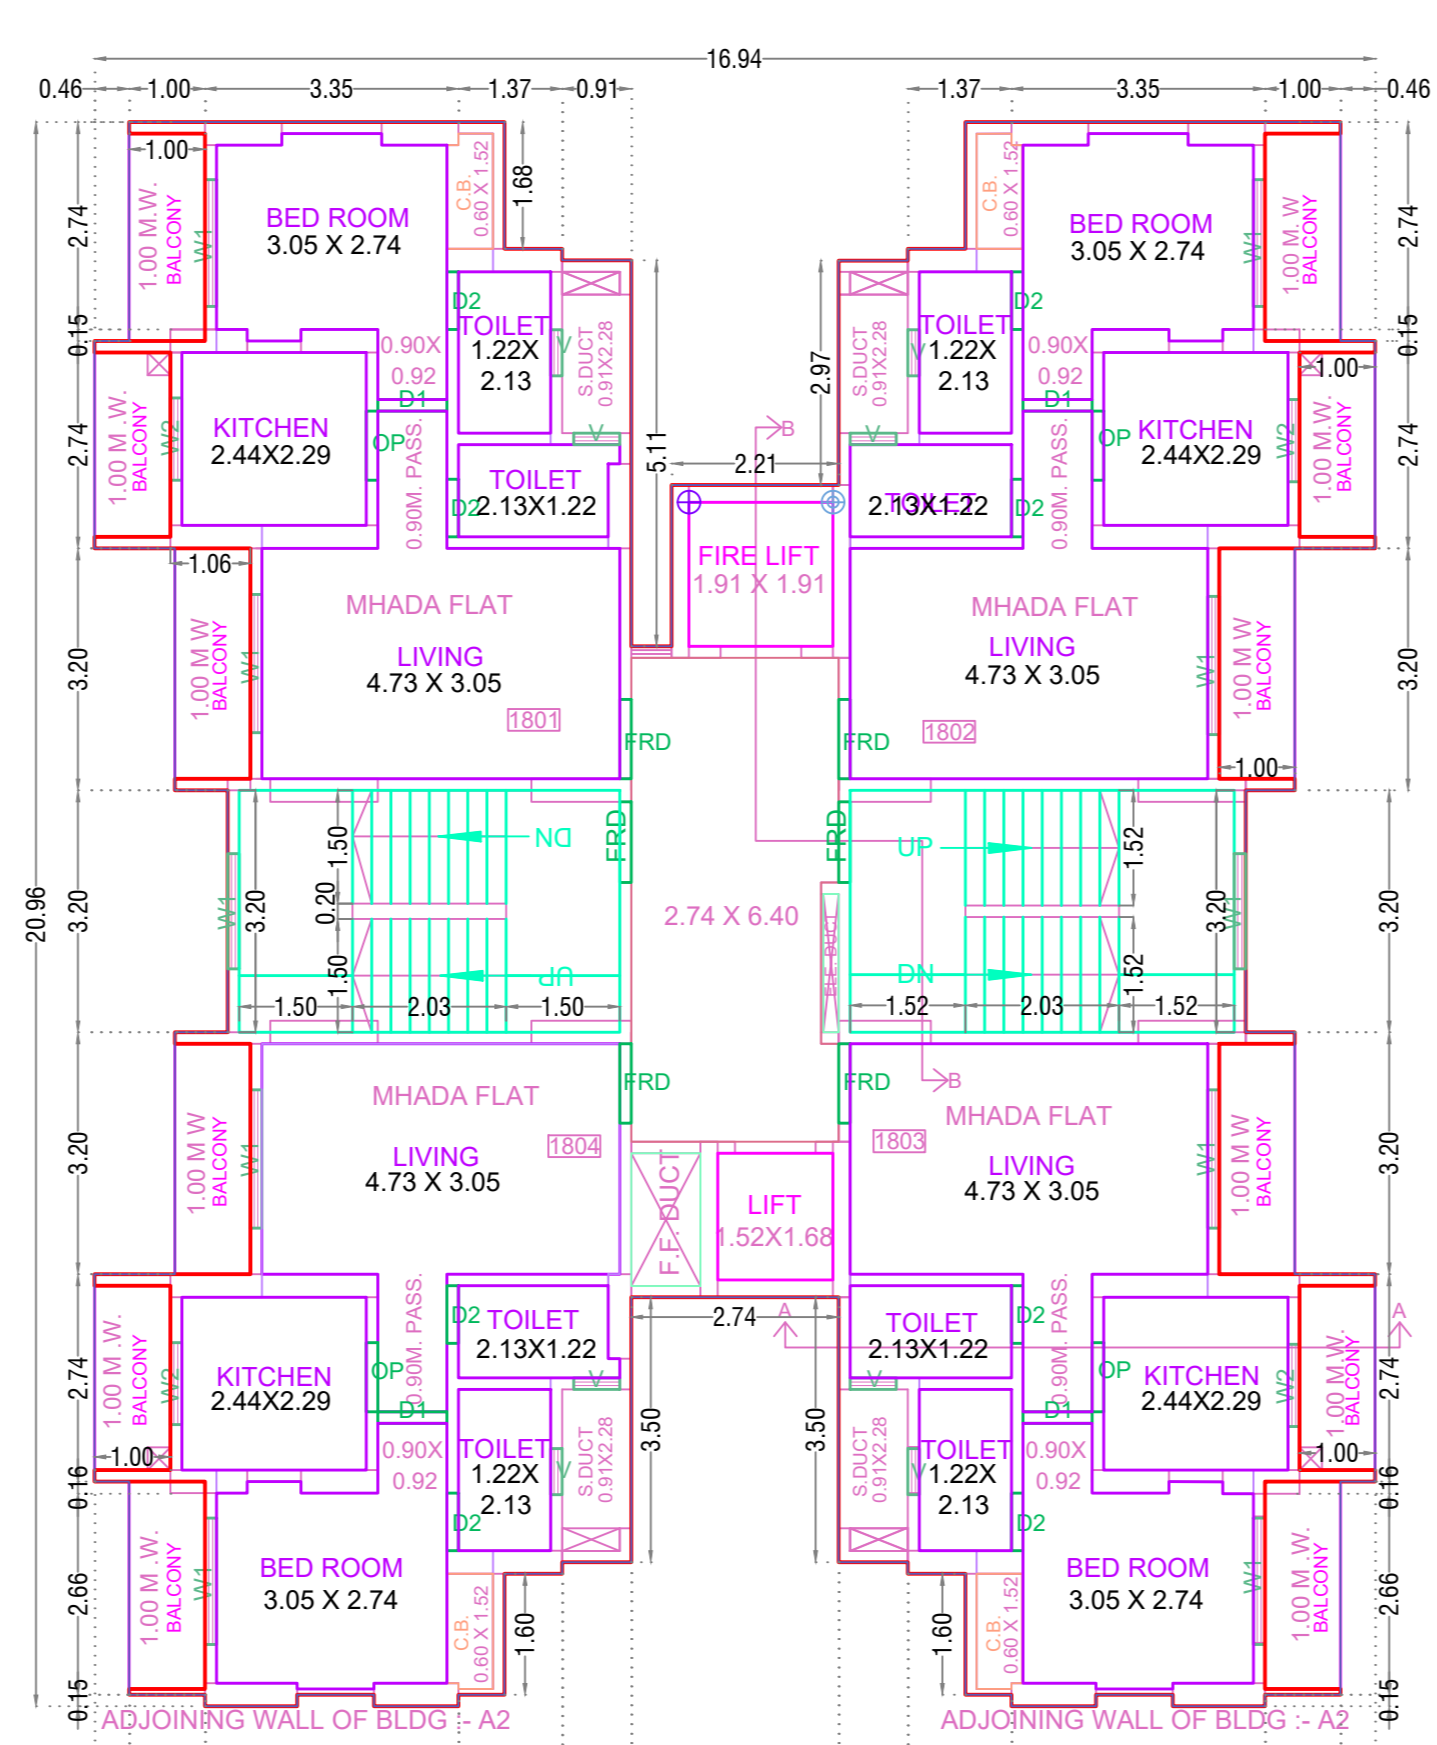 16.94
0.46 1.00 3.35 1.37 0.91 1.37 3.35 1.00 0.46
1.00
1.68
2.74
1.00 M.W.
BALCONY
W1
BED ROOM
3.05 X 2.74
C.B.
0.60 X 1.52
C.B.
0.60 X 1.52
BED ROOM
3.05 X 2.74
W1
1.00 M.W
BALCONY
2.74
0.15
D2
TOILET
1.22X
2.13
V
S.DUCT
0.91X2.28
V
5.11
2.97
S.DUCT
0.91X2.28
V
V
TOILET
1.22X
2.13
D2
0.15
0.90X
0.92
D1
0.90X
0.92
D1
1.00
2.74
1.00 M.W.
BALCONY
W2
KITCHEN
2.44X2.29
OP
0.90M. PASS.
D2
TOILET
2.13X1.22
2.21
B
TOILET
2.13X1.22
D2
0.90M. PASS.
OP
KITCHEN
2.44X2.29
W2
1.00 M.W.
BALCONY
2.74
1.06
FIRE LIFT
1.91 X 1.91
3.20
1.00 M W
BALCONY
W1
MHADA FLAT
LIVING
4.73 X 3.05
1801
FRD
FRD
MHADA FLAT
LIVING
4.73 X 3.05
1802
W1
1.00 M W
BALCONY
3.20
1.00
20.96
3.20
W1
3.20
1.50
0.20
1.50
DN
UP
FRD
1.50 2.03 1.50
2.74 X 6.40
ELE. DUCT
FRD
UP
DN
1.52
1.52
1.52 2.03 1.52
3.20
W1
3.20
3.20
1.00 M W
BALCONY
W1
MHADA FLAT
LIVING
4.73 X 3.05
1804
FRD
FRD
B
MHADA FLAT
1803
LIVING
4.73 X 3.05
W1
1.00 M W
BALCONY
3.20
F.F. DUCT
LIFT
1.52X1.68
2.74
A
A
2.74
1.00 M.W.
BALCONY
W2
1.00
KITCHEN
2.44X2.29
OP
0.90M. PASS.
D1
D2
TOILET
2.13X1.22
V
TOILET
2.13X1.22
V
D2
0.90M. PASS.
D1
OP
KITCHEN
2.44X2.29
W2
1.00 M.W.
BALCONY
1.00
2.74
0.90X
0.92
TOILET
1.22X
2.13
V
S.DUCT
0.91X2.28
3.50
3.50
S.DUCT
0.91X2.28
V
TOILET
1.22X
2.13
0.90X
0.92
0.16
D2
D2
0.16
2.66
1.00 M.W.
BALCONY
W1
BED ROOM
3.05 X 2.74
C.B.
0.60 X 1.52
1.60
1.60
C.B.
0.60 X 1.52
BED ROOM
3.05 X 2.74
W1
1.00 M.W.
BALCONY
2.66
0.15
0.15
ADJOINING WALL OF BLDG :- A2
ADJOINING WALL OF BLDG :- A2